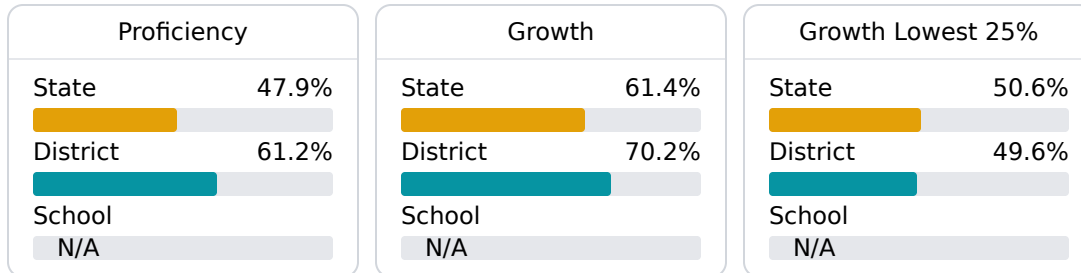 Proficiency
State 47.9%
District 61.2%
School
N/A
Growth
State 61.4%
District 70.2%
School
N/A
Growth Lowest 25%
State 50.6%
District 49.6%
School
N/A